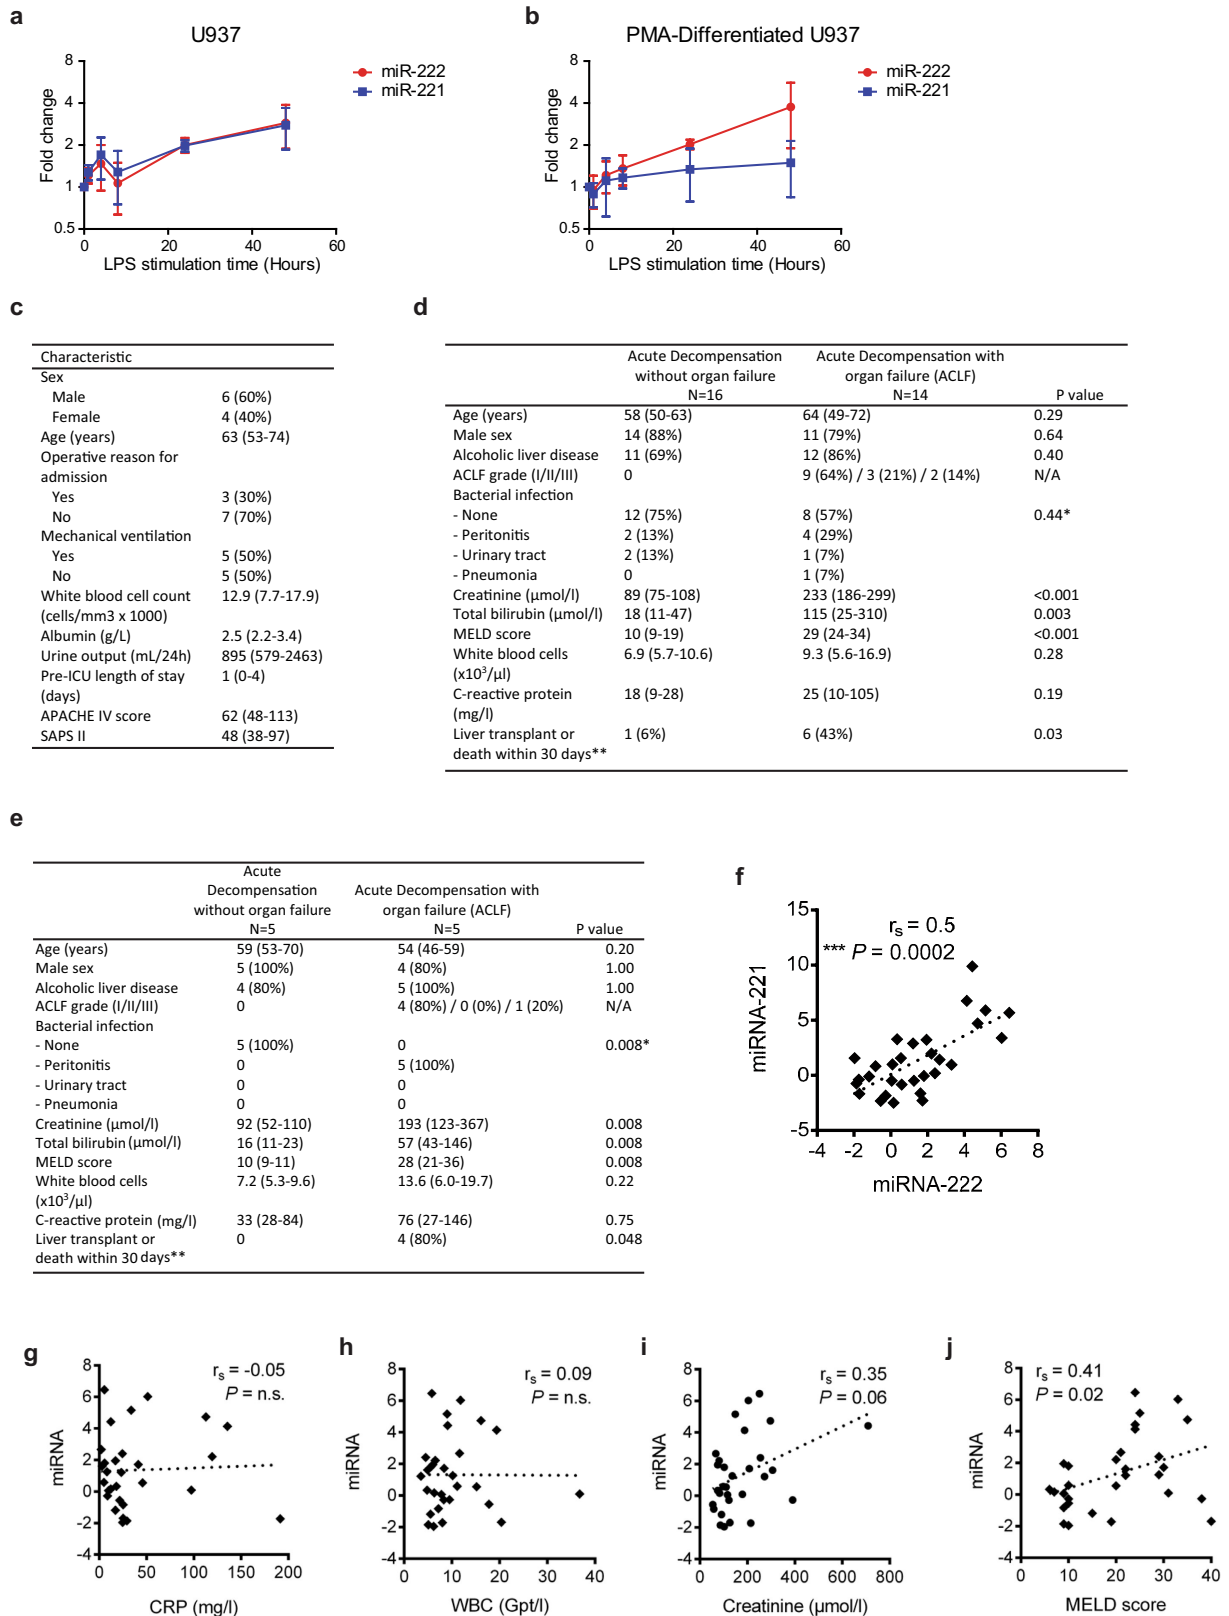 a
U937
8
4
2
1
0.5
Fold change
0 20 40 60
LPS stimulation time (Hours)
miR-222
miR-221
b
PMA-Differentiated U937
8
4
2
1
0.5
Fold change
0 20 40 60
LPS stimulation time (Hours)
miR-222
miR-221
c
Characteristic
Sex
Male 6 (60%)
Female 4 (40%)
Age (years) 63 (53-74)
Operative reason for
admission
Yes 3 (30%)
No 7 (70%)
Mechanical ventilation
Yes 5 (50%)
No 5 (50%)
White blood cell count 12.9 (7.7-17.9)
(cells/mm3 x 1000)
Albumin (g/L) 2.5 (2.2-3.4)
Urine output (mL/24h) 895 (579-2463)
Pre-ICU length of stay 1 (0-4)
(days)
APACHE IV score 62 (48-113)
SAPS II 48 (38-97)
d
Acute Decompensation Acute Decompensation with
without organ failure organ failure (ACLF)
N=16 N=14 P value
Age (years) 58 (50-63) 64 (49-72) 0.29
Male sex 14 (88%) 11 (79%) 0.64
Alcoholic liver disease 11 (69%) 12 (86%) 0.40
ACLF grade (I/II/III) 0 9 (64%) / 3 (21%) / 2 (14%) N/A
Bacterial infection
- None 12 (75%) 8 (57%) 0.44*
- Peritonitis 2 (13%) 4 (29%)
- Urinary tract 2 (13%) 1 (7%)
- Pneumonia 0 1 (7%)
Creatinine (µmol/l) 89 (75-108) 233 (186-299) <0.001
Total bilirubin (µmol/l) 18 (11-47) 115 (25-310) 0.003
MELD score 10 (9-19) 29 (24-34) <0.001
White blood cells 6.9 (5.7-10.6) 9.3 (5.6-16.9) 0.28
(x10³/µl)
C-reactive protein 18 (9-28) 25 (10-105) 0.19
(mg/l)
Liver transplant or 1 (6%) 6 (43%) 0.03
death within 30 days**
e
Acute
Decompensation Acute Decompensation with
without organ failure organ failure (ACLF)
N=5 N=5 P value
Age (years) 59 (53-70) 54 (46-59) 0.20
Male sex 5 (100%) 4 (80%) 1.00
Alcoholic liver disease 4 (80%) 5 (100%) 1.00
ACLF grade (I/II/III) 0 4 (80%) / 0 (0%) / 1 (20%) N/A
Bacterial infection
- None 5 (100%) 0 0.008*
- Peritonitis 0 5 (100%)
- Urinary tract 0 0
- Pneumonia 0 0
Creatinine (µmol/l) 92 (52-110) 193 (123-367) 0.008
Total bilirubin (µmol/l) 16 (11-23) 57 (43-146) 0.008
MELD score 10 (9-11) 28 (21-36) 0.008
White blood cells 7.2 (5.3-9.6) 13.6 (6.0-19.7) 0.22
(x10³/µl)
C-reactive protein (mg/l) 33 (28-84) 76 (27-146) 0.75
Liver transplant or 0 4 (80%) 0.048
death within 30 days**
f
rs = 0.5
*** P = 0.0002
15
10
5
0
-5
miRNA-221
-4 -2 0 2 4 6 8
miRNA-222
g
rs = -0.05
P = n.s.
8
6
4
2
0
-2
-4
miRNA
0 50 100 150 200
CRP (mg/l)
h
rs = 0.09
P = n.s.
8
6
4
2
0
-2
-4
miRNA
0 10 20 30 40
WBC (Gpt/l)
i
rs = 0.35
P = 0.06
8
6
4
2
0
-2
-4
miRNA
0 200 400 600 800
Creatinine (µmol/l)
j
rs = 0.41
P = 0.02
8
6
4
2
0
-2
-4
miRNA
0 10 20 30 40
MELD score